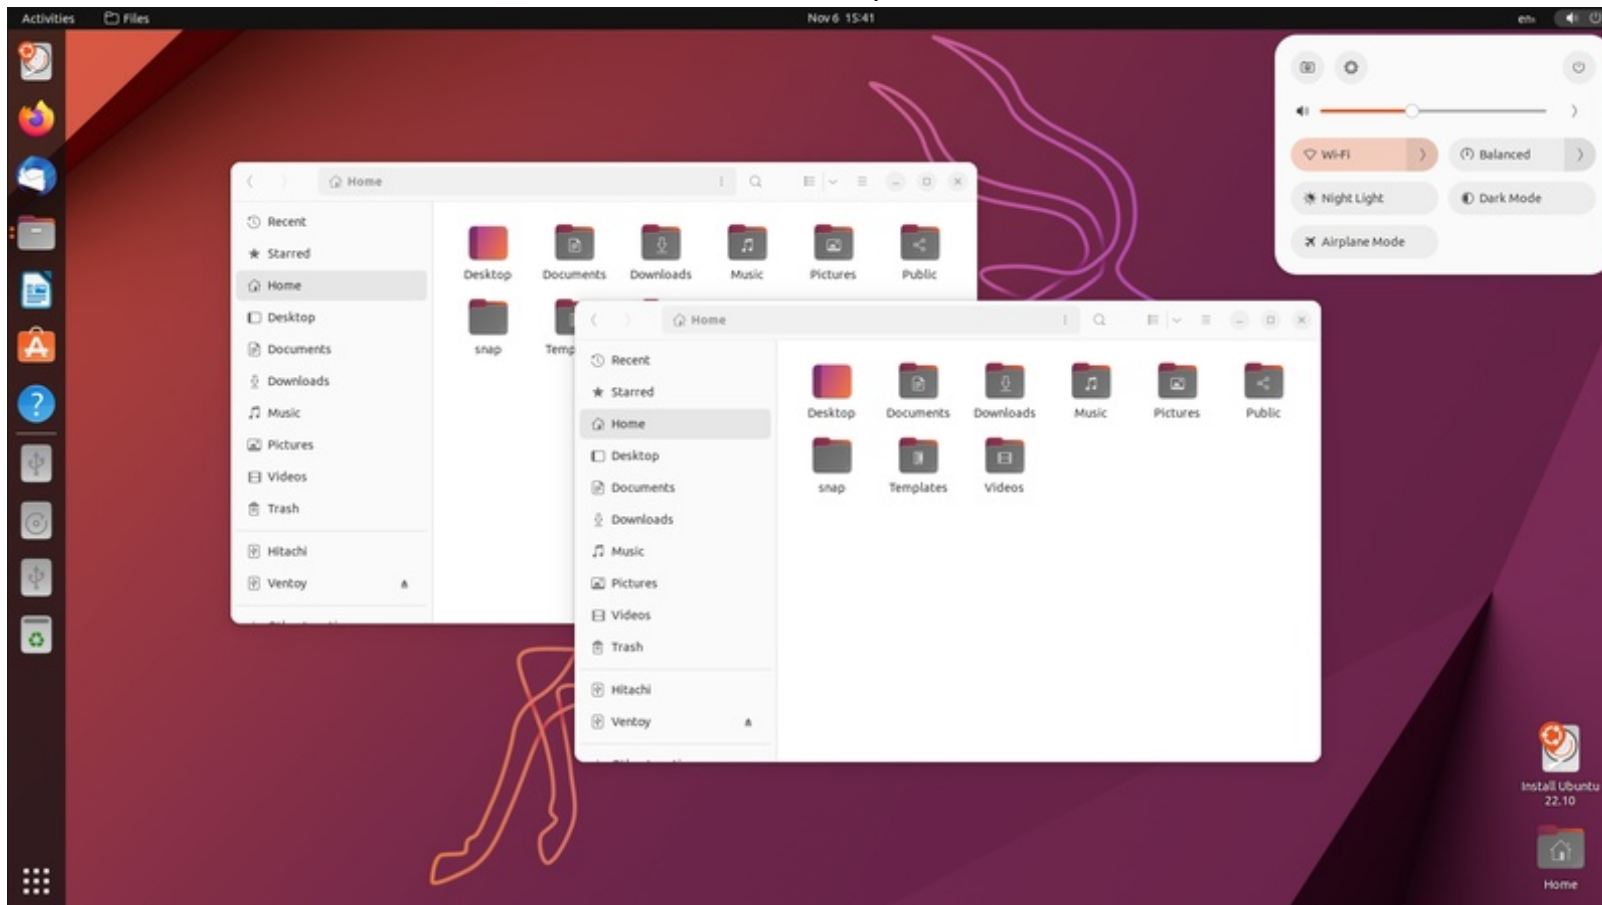 Activities Files Nov 6 15:41 en₁
Wi-Fi Balanced
Night Light Dark Mode
Airplane Mode
Home
Recent
Starred
Home
Desktop
Documents
Downloads
Music
Pictures
Videos
Trash
Hitachi
Ventoy
Desktop Documents Downloads Music Pictures Public
snap Temp
Home
Recent
Starred
Home
Desktop
Documents
Downloads
Music
Pictures
Videos
Trash
Hitachi
Ventoy
Desktop Documents Downloads Music Pictures Public
snap Templates Videos
Install Ubuntu
22.10
Home